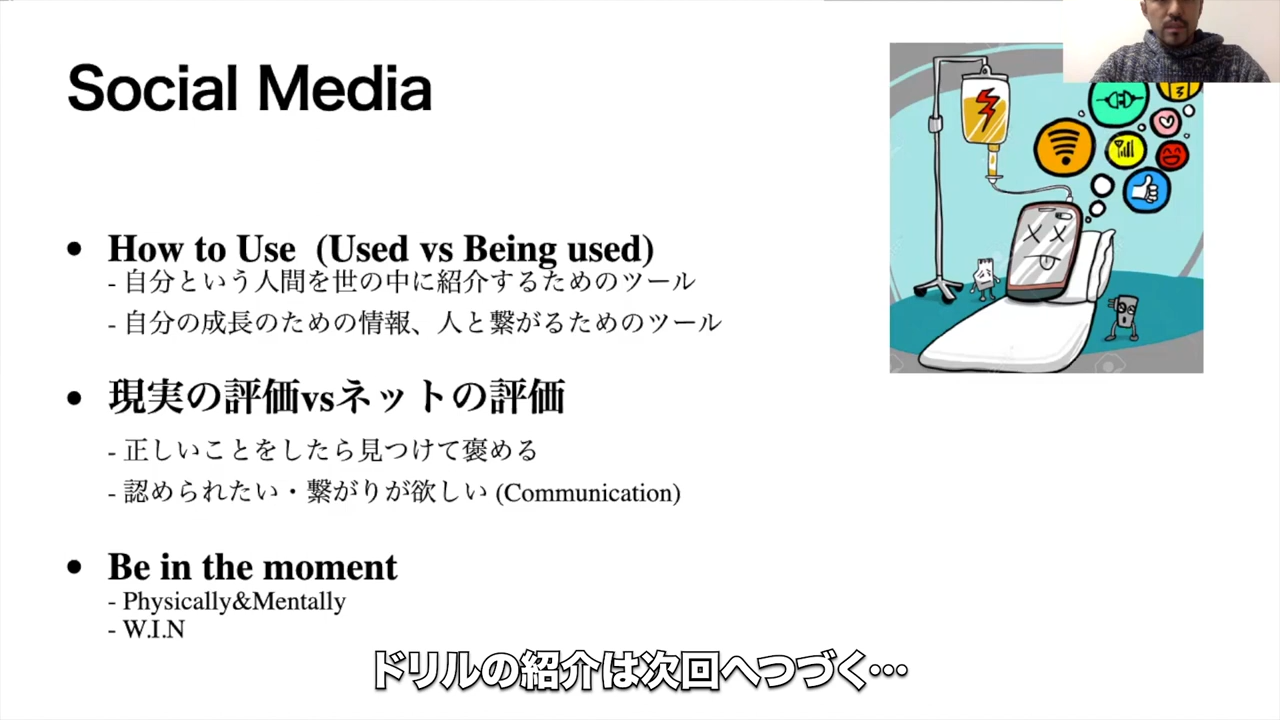 Social Media
• How to Use (Used vs Being used)
- 自分という人間を世の中に紹介するためのツール
- 自分の成長のための情報、人と繋がるためのツール
• 現実の評価vsネットの評価
- 正しいことをしたら見つけて褒める
- 認められたい・繋がりが欲しい (Communication)
• Be in the moment
- Physically&Mentally
- W.I.N
ドリルの紹介は次回へつづく…